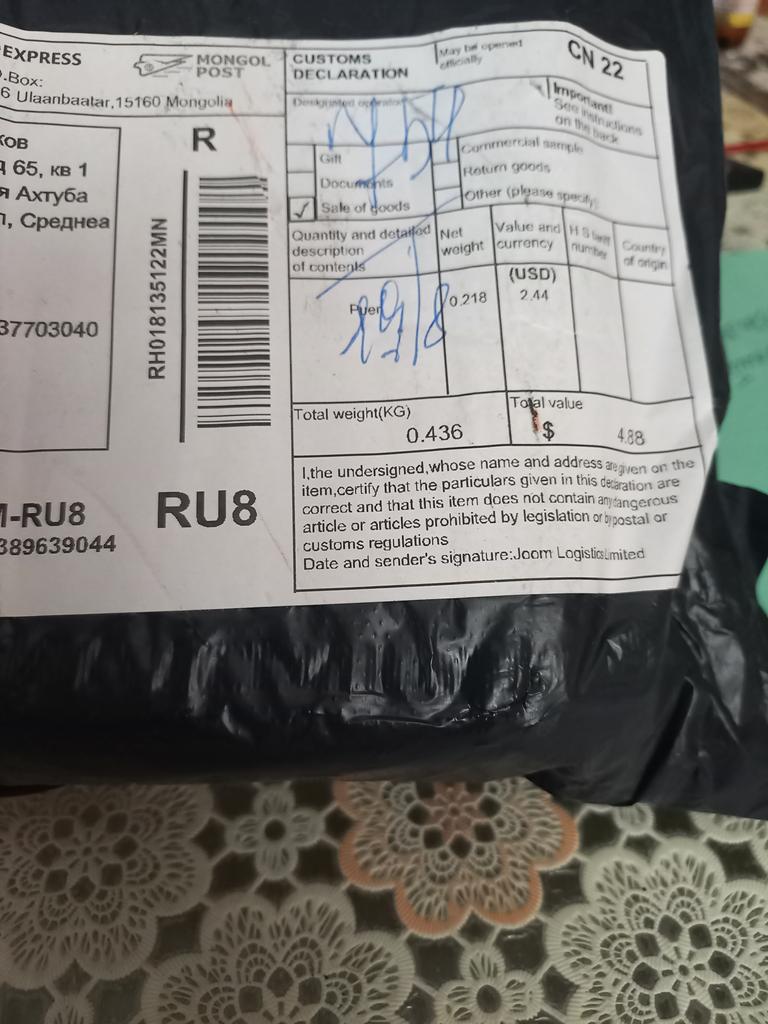 EXPRESS
MONGOL
POST
.Box:
6 Ulaanbaatar,15160 Mongolia
ков
д 65, кв 1
я Ахтуба
л, Среднеа
37703040
R
RH018135122MN
-RU8
389639044
RU8
CUSTOMS
DECLARATION
May be opened
officially
CN 22
Designated operator
Important!
See instructions
on the back
Gift
Documents
Sale of goods
Commercial sample
Return goods
Other (please specify)
Quantity and detailed
description
of contents
Net
weight
Value and
currency
(USD)
H S tariff
number
Country
of origin
Puer
0.218
2.44
Total weight(KG)
0.436
Total value
$
4.88
I,the undersigned,whose name and address are given on the
item,certify that the particulars given in this declaration are
correct and that this item does not contain any dangerous
article or articles prohibited by legislation or by postal or
customs regulations
Date and sender's signature:Joom Logistics Limited